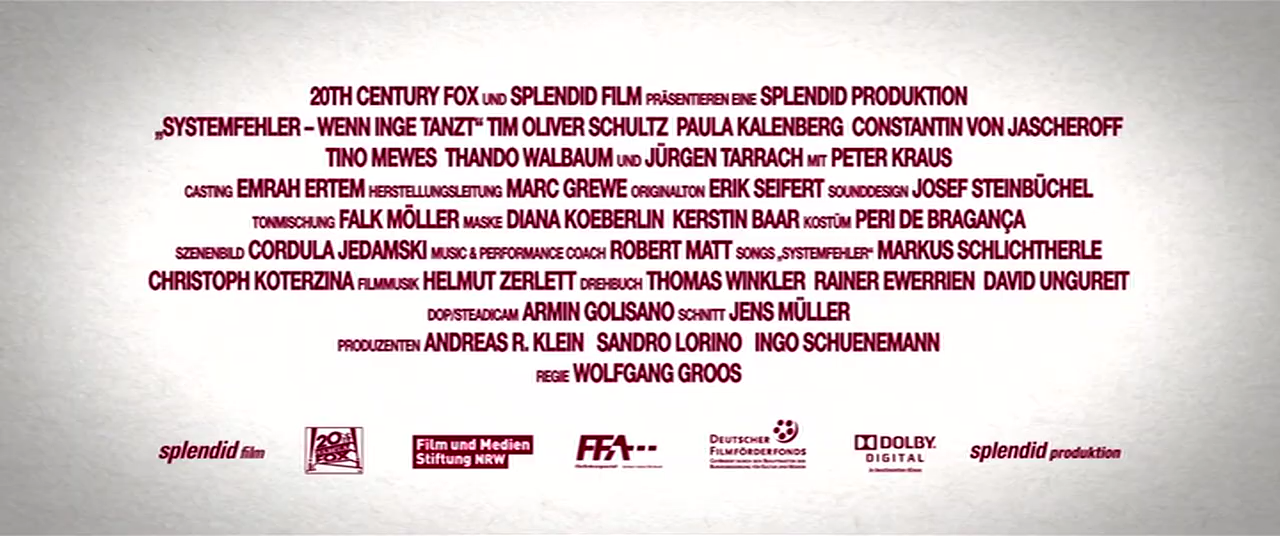 20TH CENTURY FOX UND SPLENDID FILM PRÄSENTIEREN EINE SPLENDID PRODUKTION
„SYSTEMFEHLER – WENN INGE TANZT“ TIM OLIVER SCHULTZ PAULA KALENBERG CONSTANTIN VON JASCHEROFF
TINO MEWES THANDO WALBAUM UND JÜRGEN TARRACH MIT PETER KRAUS
CASTING EMRAH ERTEM HERSTELLUNGSLEITUNG MARC GREWE ORIGINALTON ERIK SEIFERT SOUNDDESIGN JOSEF STEINBÜCHEL
TONMISCHUNG FALK MÖLLER MASKE DIANA KOEBERLIN KERSTIN BAAR KOSTÜM PERI DE BRAGANÇA
SZENENBILD CORDULA JEDAMSKI MUSIC & PERFORMANCE COACH ROBERT MATT SONGS „SYSTEMFEHLER“ MARKUS SCHLICHTHERLE
CHRISTOPH KOTERZINA FILMMUSIK HELMUT ZERLETT DREHBUCH THOMAS WINKLER RAINER EWERRIEN DAVID UNGUREIT
DOP/STEADICAM ARMIN GOLISANO SCHNITT JENS MÜLLER
PRODUZENTEN ANDREAS R. KLEIN SANDRO LORINO INGO SCHUENEMANN
REGIE WOLFGANG GROOS
splendid film
20TH CENTURY FOX
Film und Medien
Stiftung NRW
FFA
DEUTSCHER
FILMFÖRDERFONDS
DOLBY
DIGITAL
splendid produktion